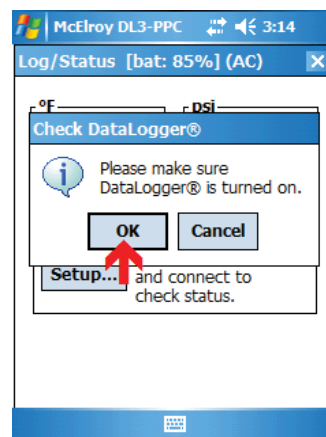 McElroy DL3-PPC 3:14
Log/Status [bat: 85%] (AC)
°F psi
Check DataLogger®
Please make sure
DataLogger® is turned on.
OK Cancel
Setup... and connect to
check status.